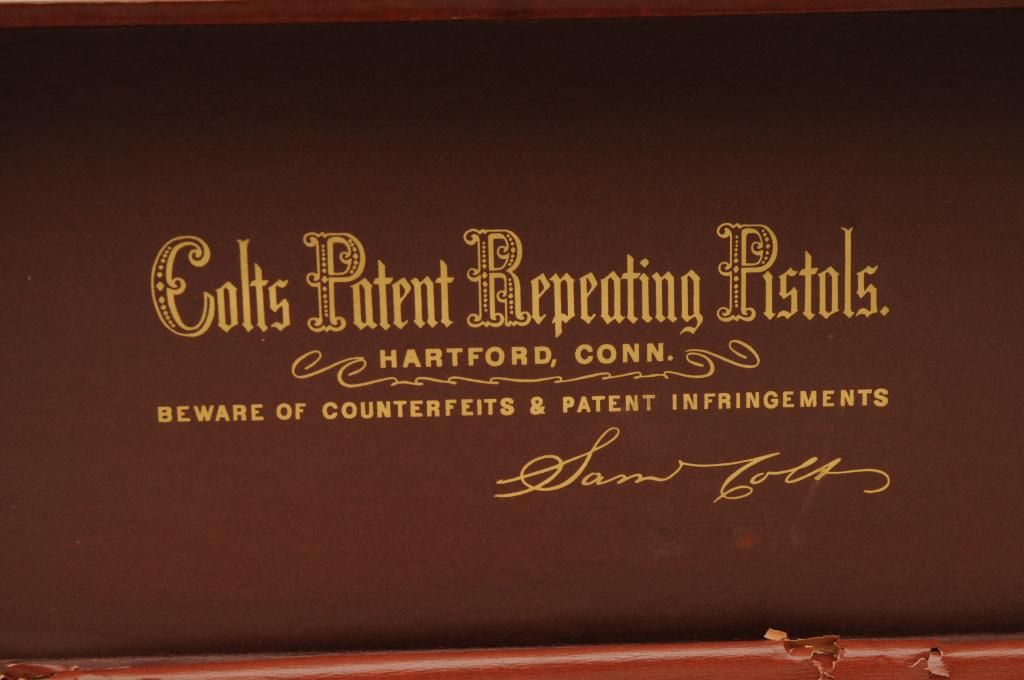 Colts Patent Repeating Pistols.
HARTFORD, CONN.
BEWARE OF COUNTERFEITS & PATENT INFRINGEMENTS
Sam Colt